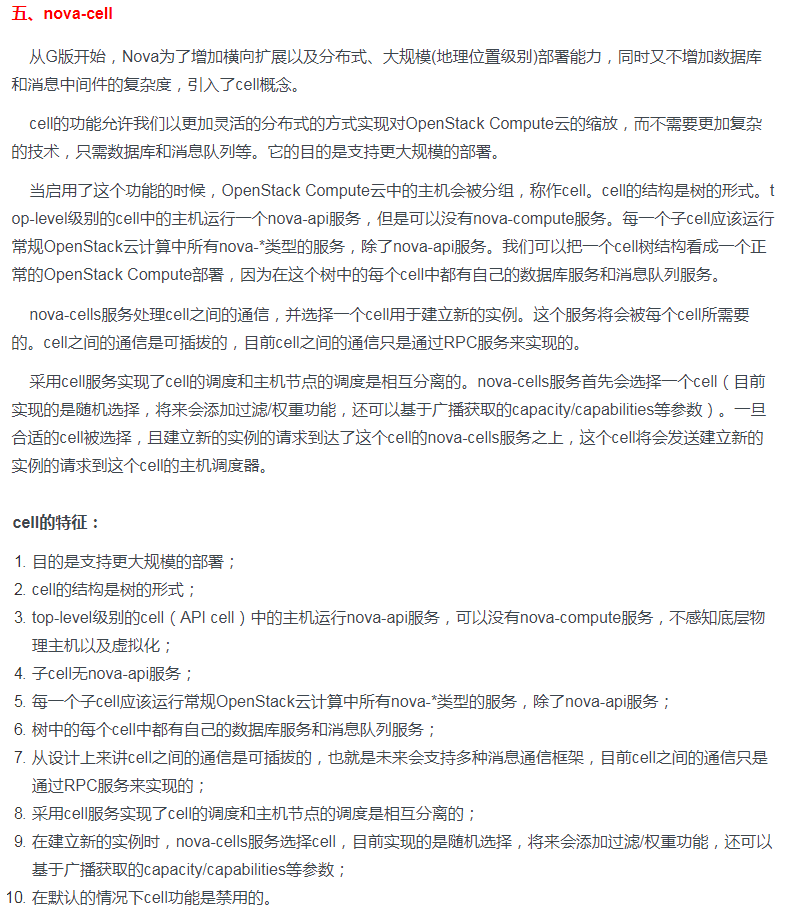 五、nova-cell
从G版开始，Nova为了增加横向扩展以及分布式、大规模(地理位置级别)部署能力，同时又不增加数据库
和消息中间件的复杂度，引入了cell概念。
cell的功能允许我们以更加灵活的分布式的方式实现对OpenStack Compute云的缩放，而不需要更加复杂
的技术，只需数据库和消息队列等。它的目的是支持更大规模的部署。
当启用了这个功能的时候，OpenStack Compute云中的主机会被分组，称作cell。cell的结构是树的形式。t
op-level级别的cell中的主机运行一个nova-api服务，但是可以没有nova-compute服务。每一个子cell应该运行
常规OpenStack云计算中所有nova-*类型的服务，除了nova-api服务。我们可以把一个cell树结构看成一个正
常的OpenStack Compute部署，因为在这个树中的每个cell中都有自己的数据库服务和消息队列服务。
nova-cells服务处理cell之间的通信，并选择一个cell用于建立新的实例。这个服务将会被每个cell所需要
的。cell之间的通信是可插拔的，目前cell之间的通信只是通过RPC服务来实现的。
采用cell服务实现了cell的调度和主机节点的调度是相互分离的。nova-cells服务首先会选择一个cell（目前
实现的是随机选择，将来会添加过滤/权重功能，还可以基于广播获取的capacity/capabilities等参数）。一旦
合适的cell被选择，且建立新的实例的请求到达了这个cell的nova-cells服务之上，这个cell将会发送建立新的
实例的请求到这个cell的主机调度器。
cell的特征：
1. 目的是支持更大规模的部署；
2. cell的结构是树的形式；
3. top-level级别的cell（API cell）中的主机运行nova-api服务，可以没有nova-compute服务，不感知底层物
理主机以及虚拟化；
4. 子cell无nova-api服务；
5. 每一个子cell应该运行常规OpenStack云计算中所有nova-*类型的服务，除了nova-api服务；
6. 树中的每个cell中都有自己的数据库服务和消息队列服务；
7. 从设计上来讲cell之间的通信是可插拔的，也就是未来会支持多种消息通信框架，目前cell之间的通信只是
通过RPC服务来实现的；
8. 采用cell服务实现了cell的调度和主机节点的调度是相互分离的；
9. 在建立新的实例时，nova-cells服务选择cell，目前实现的是随机选择，将来会添加过滤/权重功能，还可以
基于广播获取的capacity/capabilities等参数；
10. 在默认的情况下cell功能是禁用的。